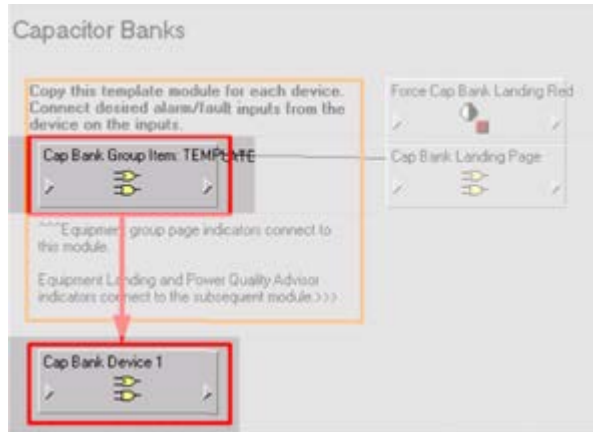 Capacitor Banks
Copy this template module for each device.
Connect desired alarm/fault inputs from the
device on the inputs.
Force Cap Bank Landing Red
Cap Bank Group Item: TEMPLATE
Cap Bank Landing Page
^^^Equipment group page indicators connect to
this module.
Equipment Landing and Power Quality Advisor
indicators connect to the subsequent module.>>>
Cap Bank Device 1